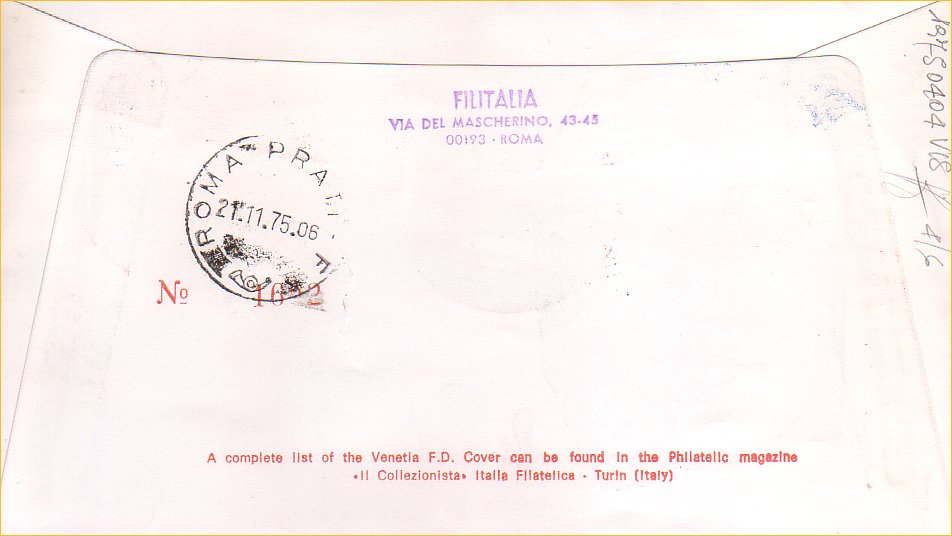 FILITALIA
VIA DEL MASCHERINO, 43-45
00193 - ROMA
ROMA - PRATI
21.11.75.06
No
A complete list of the Venetia F.D. Cover can be found in the Philatelic magazine
«Il Collezionista» Italia Filatelica - Turin (Italy)